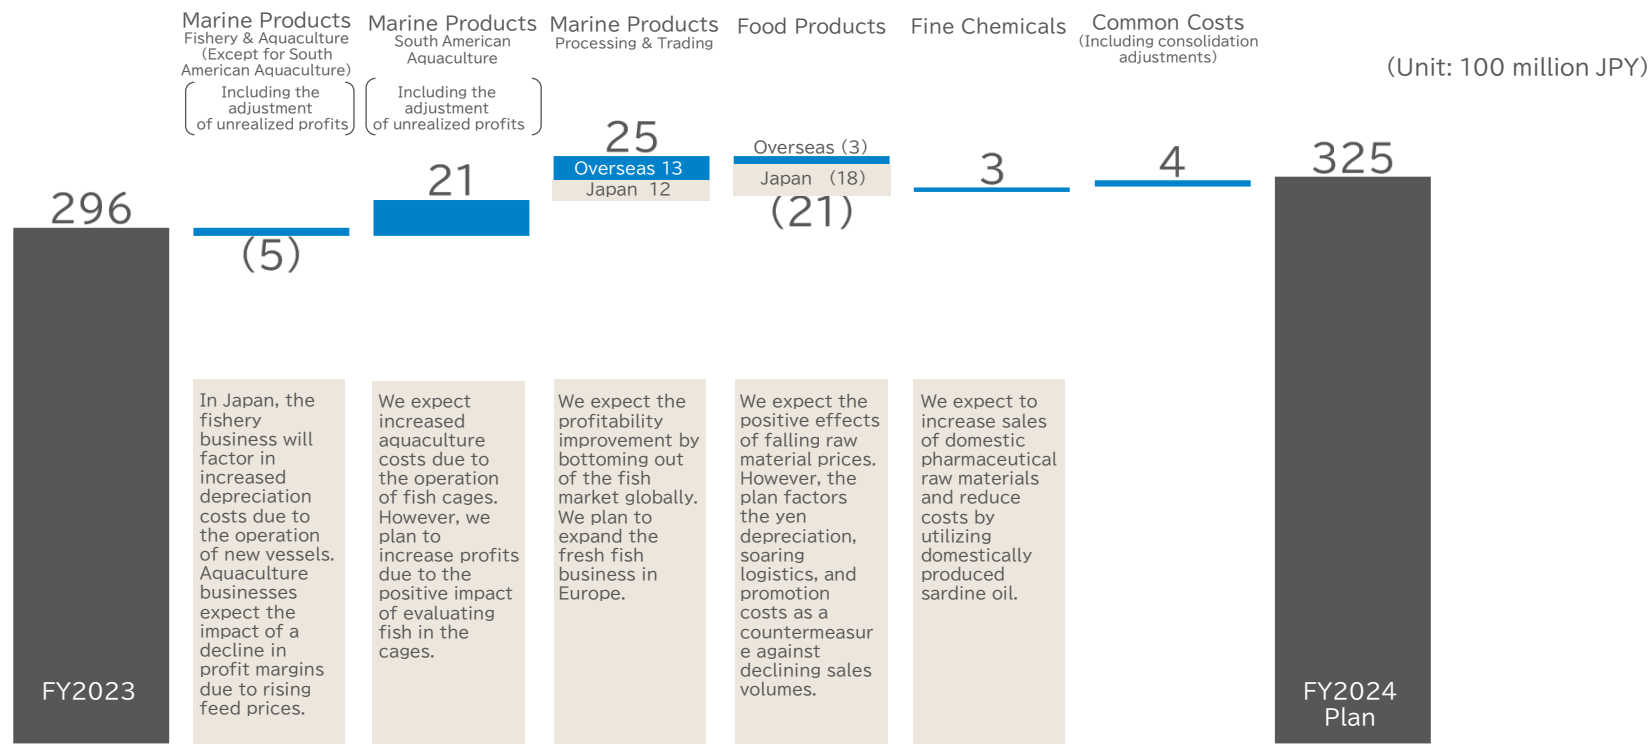 Marine Products
Fishery & Aquaculture
(Except for South
American Aquaculture)
Including the
adjustment
of unrealized profits
Marine Products
South American
Aquaculture
Including the
adjustment
of unrealized profits
Marine Products
Processing & Trading
Food Products
Fine Chemicals
Common Costs
(Including consolidation
adjustments)
(Unit: 100 million JPY)
296
(5)
21
25
Overseas 13
Japan 12
Overseas (3)
Japan (18)
(21)
3
4
325
FY2023
In Japan, the
fishery
business will
factor in
increased
depreciation
costs due to
the operation
of new vessels.
Aquaculture
businesses
expect the
impact of a
decline in
profit margins
due to rising
feed prices.
We expect
increased
aquaculture
costs due to
the operation
of fish cages.
However, we
plan to
increase profits
due to the
positive impact
of evaluating
fish in the
cages.
We expect the
profitability
improvement by
bottoming out
of the fish
market globally.
We plan to
expand the
fresh fish
business in
Europe.
We expect the
positive effects
of falling raw
material prices.
However, the
plan factors
the yen
depreciation,
soaring
logistics, and
promotion
costs as a
countermeasur
e against
declining sales
volumes.
We expect to
increase sales
of domestic
pharmaceutical
raw materials
and reduce
costs by
utilizing
domestically
produced
sardine oil.
FY2024
Plan